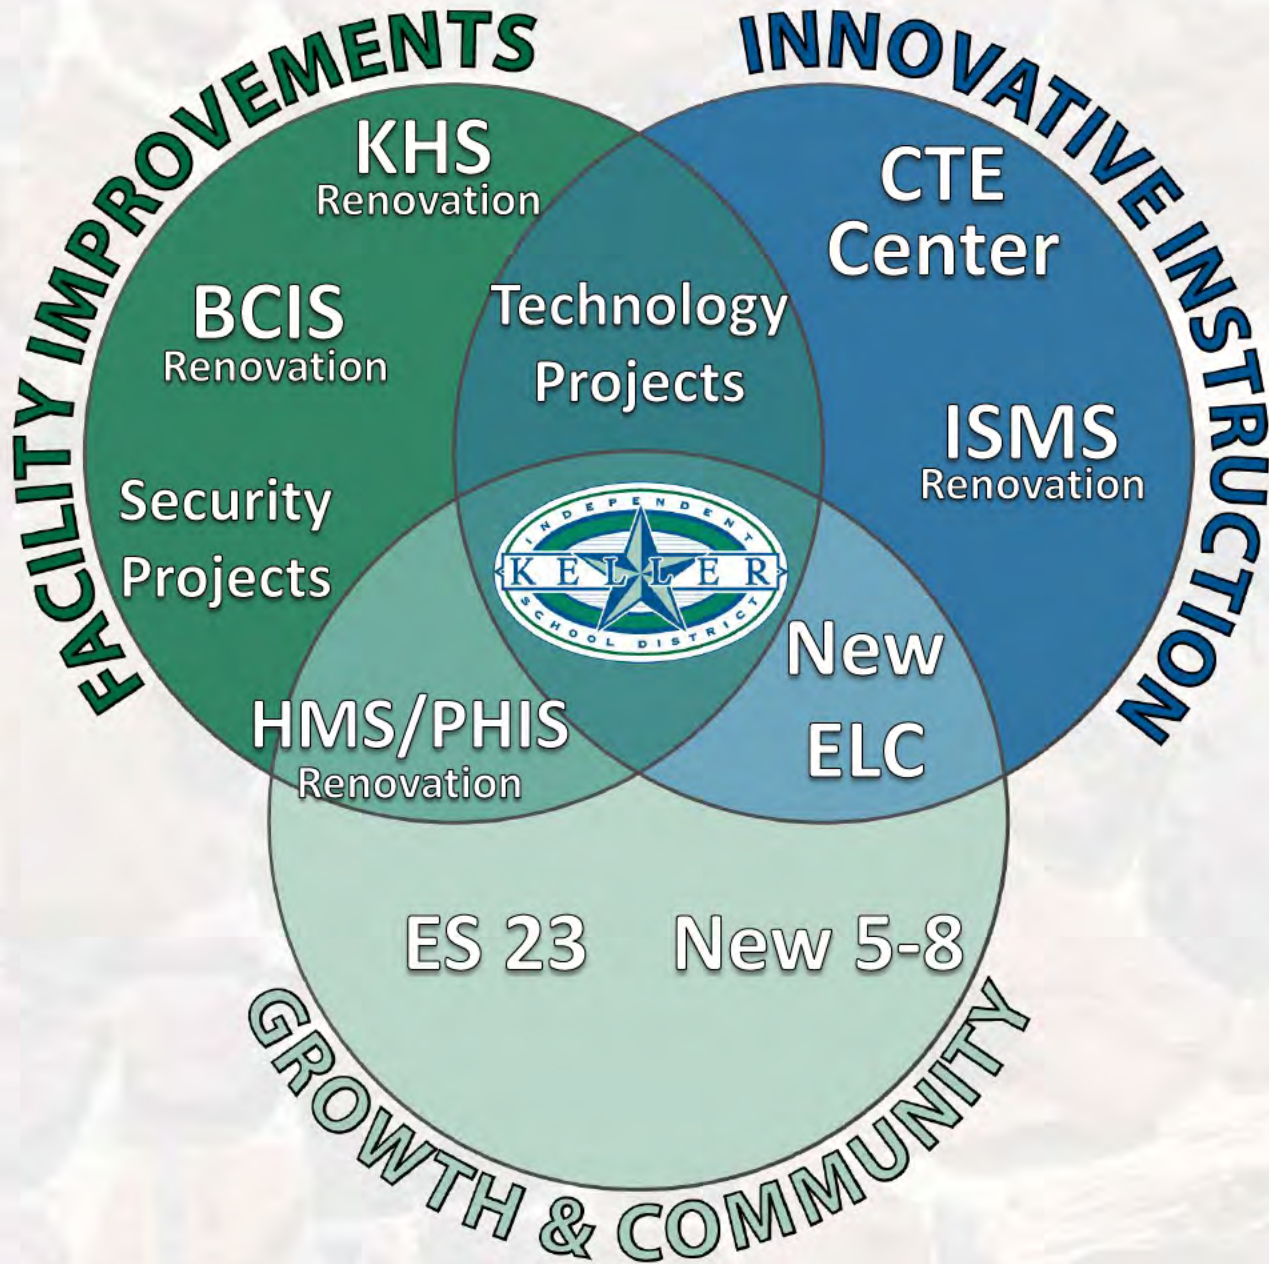 FACILITY IMPROVEMENTS
INNOVATIVE INSTRUCTION
KHS
Renovation
BCIS
Renovation
Security
Projects
Technology
Projects
CTE
Center
ISMS
Renovation
INDEPENDENT
KELLER
SCHOOL DISTRICT
HMS/PHIS
Renovation
New
ELC
ES 23
New 5-8
GROWTH & COMMUNITY